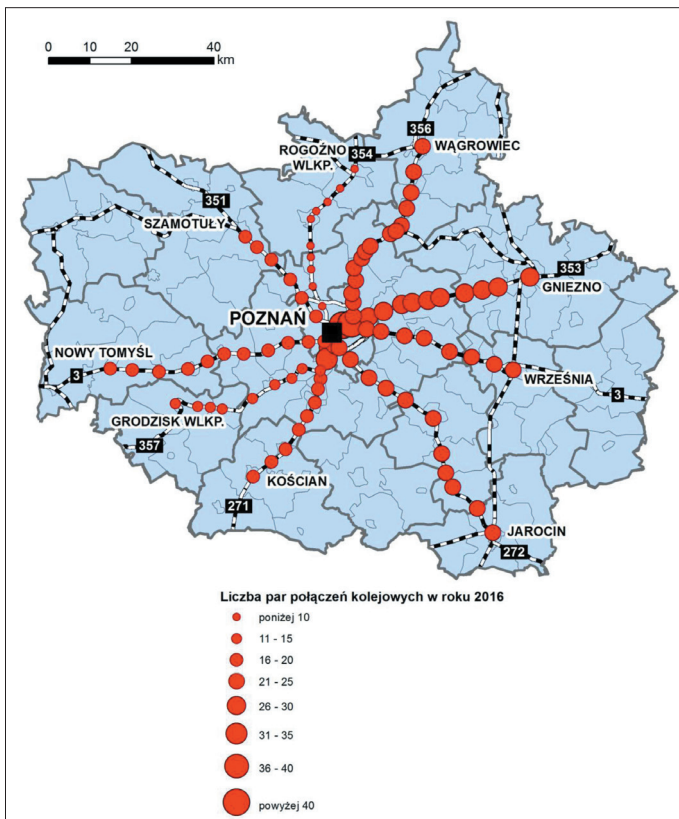 0 10 20 40
km
ROGOŹNO
WLKP.
354
356
WĄGROWIEC
351
SZAMOTUŁY
353
GNIEZNO
POZNAŃ
NOWY TOMYŚL
3
WRZEŚNIA
3
GRODZISK WLKP.
357
KOŚCIAN
271
JAROCIN
272
Liczba par połączeń kolejowych w roku 2016
poniżej 10
11 - 15
16 - 20
21 - 25
26 - 30
31 - 35
36 - 40
powyżej 40